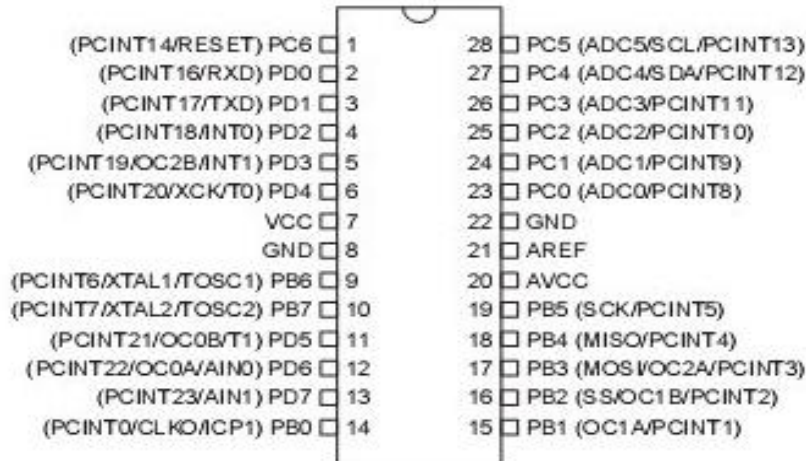 (PCINT14/RESET) PC6 1 28 PC5 (ADC5/SCL/PCINT13)
(PCINT16/RXD) PD0 2 27 PC4 (ADC4/SDA/PCINT12)
(PCINT17/TXD) PD1 3 26 PC3 (ADC3/PCINT11)
(PCINT18/INT0) PD2 4 25 PC2 (ADC2/PCINT10)
(PCINT19/OC2B/INT1) PD3 5 24 PC1 (ADC1/PCINT9)
(PCINT20/XCK/T0) PD4 6 23 PC0 (ADC0/PCINT8)
VCC 7 22 GND
GND 8 21 AREF
(PCINT6/XTAL1/TOSC1) PB6 9 20 AVCC
(PCINT7/XTAL2/TOSC2) PB7 10 19 PB5 (SCK/PCINT5)
(PCINT21/OC0B/T1) PD5 11 18 PB4 (MISO/PCINT4)
(PCINT22/OC0A/AIN0) PD6 12 17 PB3 (MOSI/OC2A/PCINT3)
(PCINT23/AIN1) PD7 13 16 PB2 (SS/OC1B/PCINT2)
(PCINT0/CLKO/ICP1) PB0 14 15 PB1 (OC1A/PCINT1)